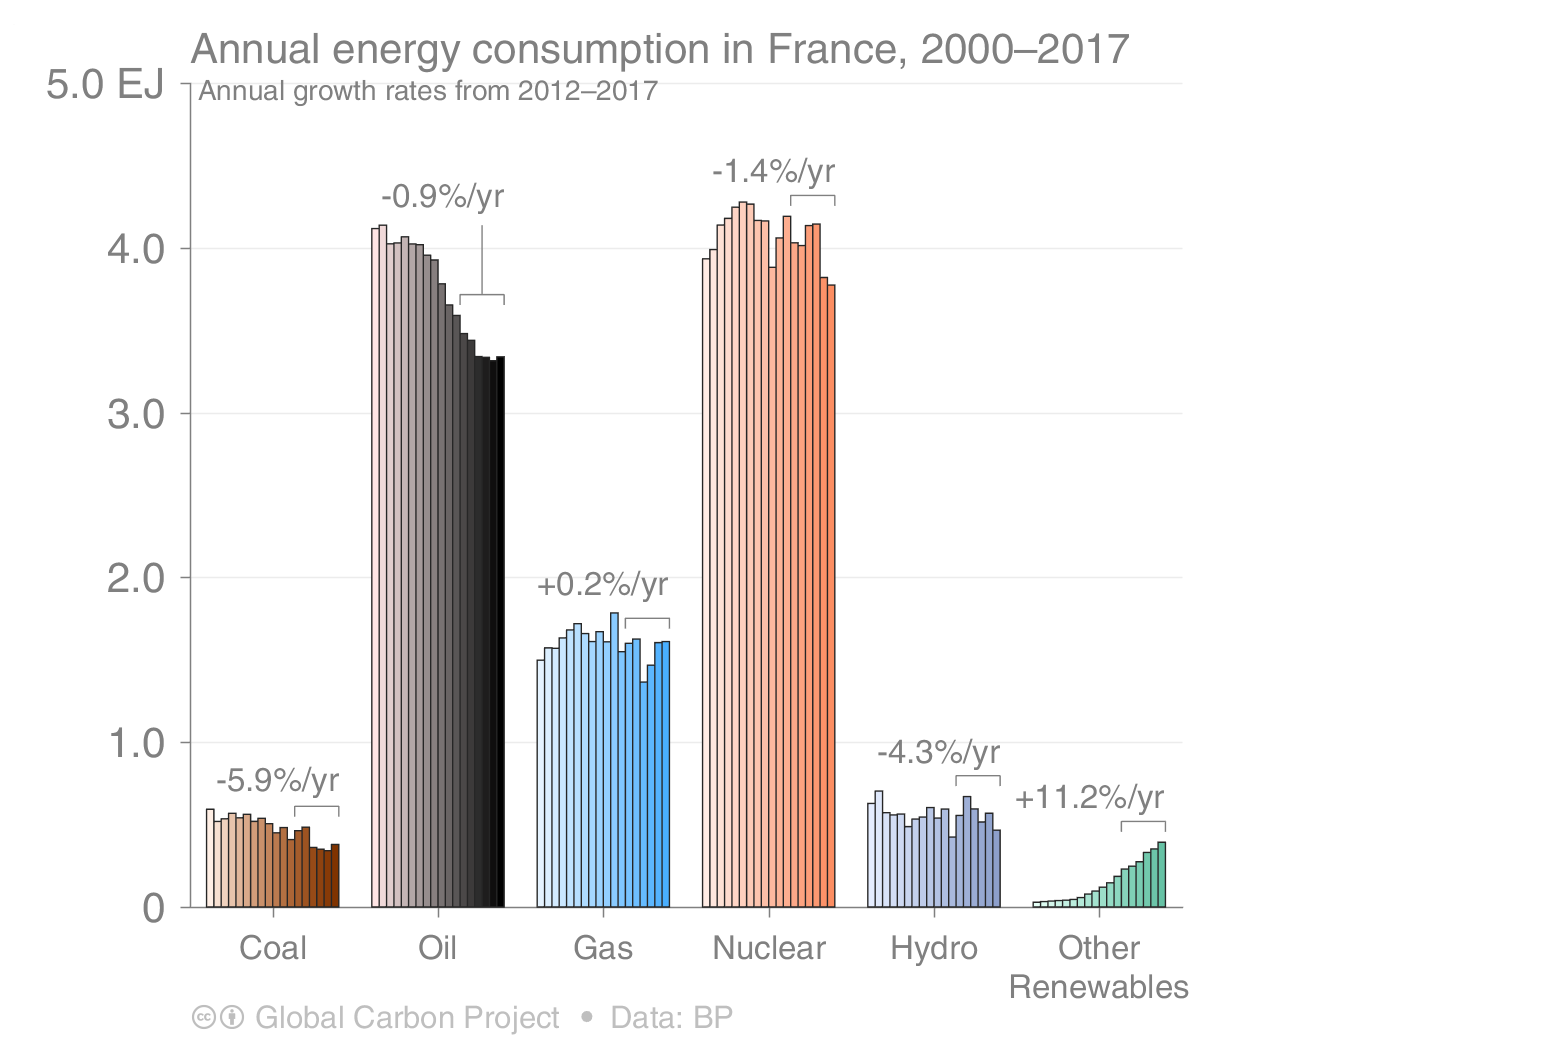 Annual energy consumption in France, 2000–2017
5.0 EJ
Annual growth rates from 2012–2017
-1.4%/yr
-0.9%/yr
4.0
3.0
2.0
+0.2%/yr
1.0
-4.3%/yr
-5.9%/yr
+11.2%/yr
0
Coal
Oil
Gas
Nuclear
Hydro
Other
Renewables
cc Global Carbon Project • Data: BP